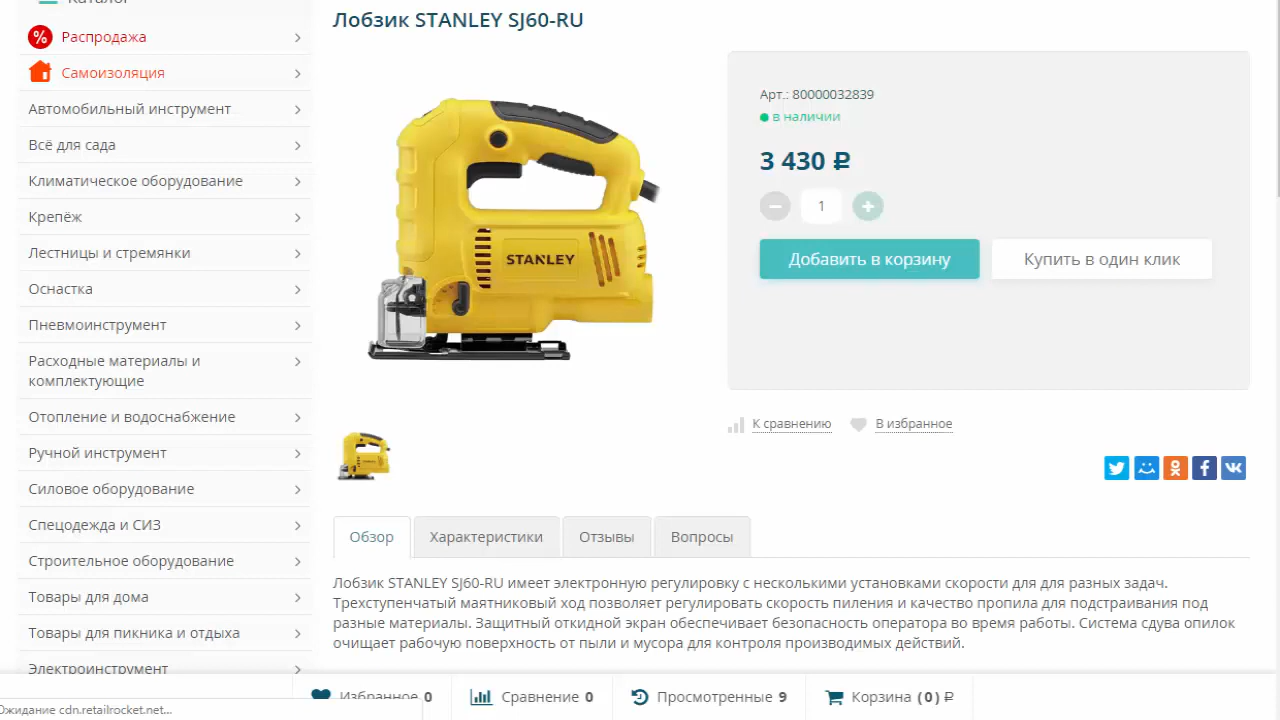 Каталог
Лобзик STANLEY SJ60-RU
%
Распродажа
Самоизоляция
Автомобильный инструмент
Всё для сада
Климатическое оборудование
Крепёж
Лестницы и стремянки
Оснастка
Пневмоинструмент
Расходные материалы и
комплектующие
Отопление и водоснабжение
Ручной инструмент
Силовое оборудование
Спецодежда и СИЗ
Строительное оборудование
Товары для дома
Товары для пикника и отдыха
Электроинструмент
STANLEY
Арт.: 80000032839
в наличии
3 430 ₽
1
Добавить в корзину
Купить в один клик
К сравнению
В избранное
Обзор
Характеристики
Отзывы
Вопросы
Лобзик STANLEY SJ60-RU имеет электронную регулировку с несколькими установками скорости для для разных задач.
Трехступенчатый маятниковый ход позволяет регулировать скорость пиления и качество пропила для подстраивания под
разные материалы. Защитный откидной экран обеспечивает безопасность оператора во время работы. Система сдува опилок
очищает рабочую поверхность от пыли и мусора для контроля производимых действий.
Избранное 0
Сравнение 0
Просмотренные 9
Корзина ( 0 ) ₽
Ожидание cdn.retailrocket.net...